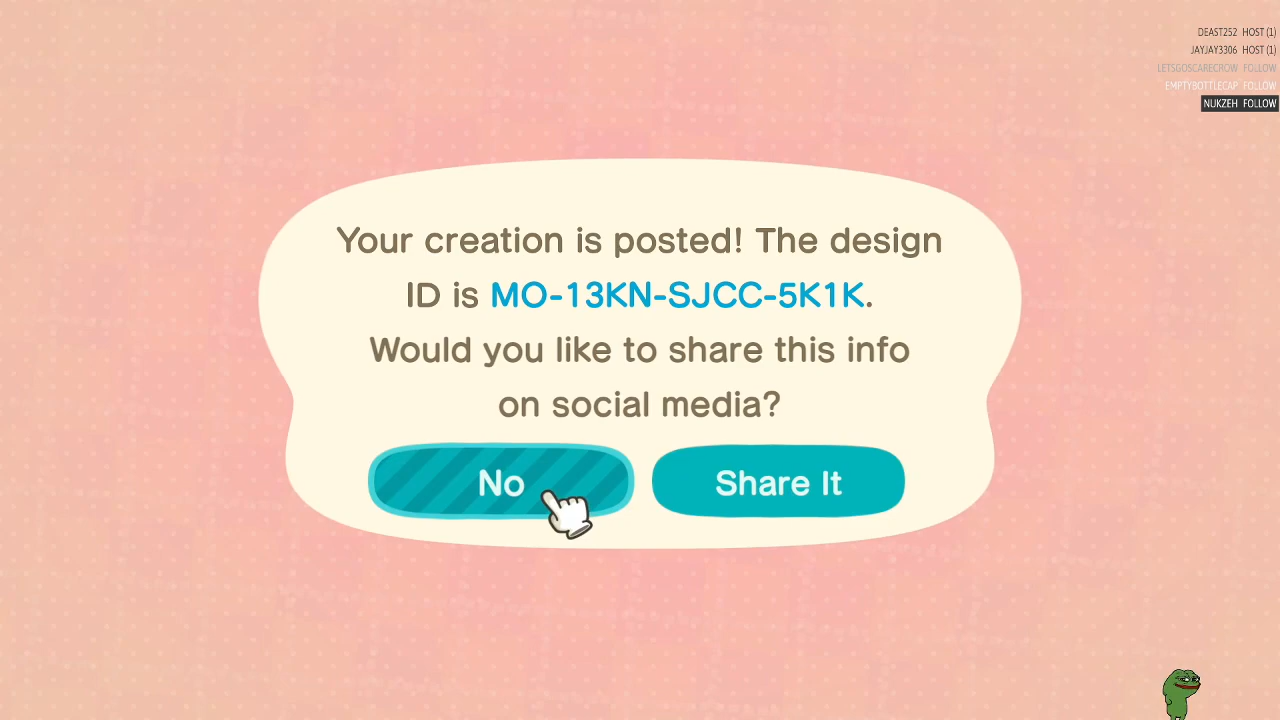 DEAST252 HOST (1)
JAYJAY3306 HOST (1)
LETSGOSCARECROW FOLLOW
EMPTYBOTTLECAP FOLLOW
NUKZEH FOLLOW
Your creation is posted! The design
ID is MO-13KN-SJCC-5K1K.
Would you like to share this info
on social media?
No
Share It